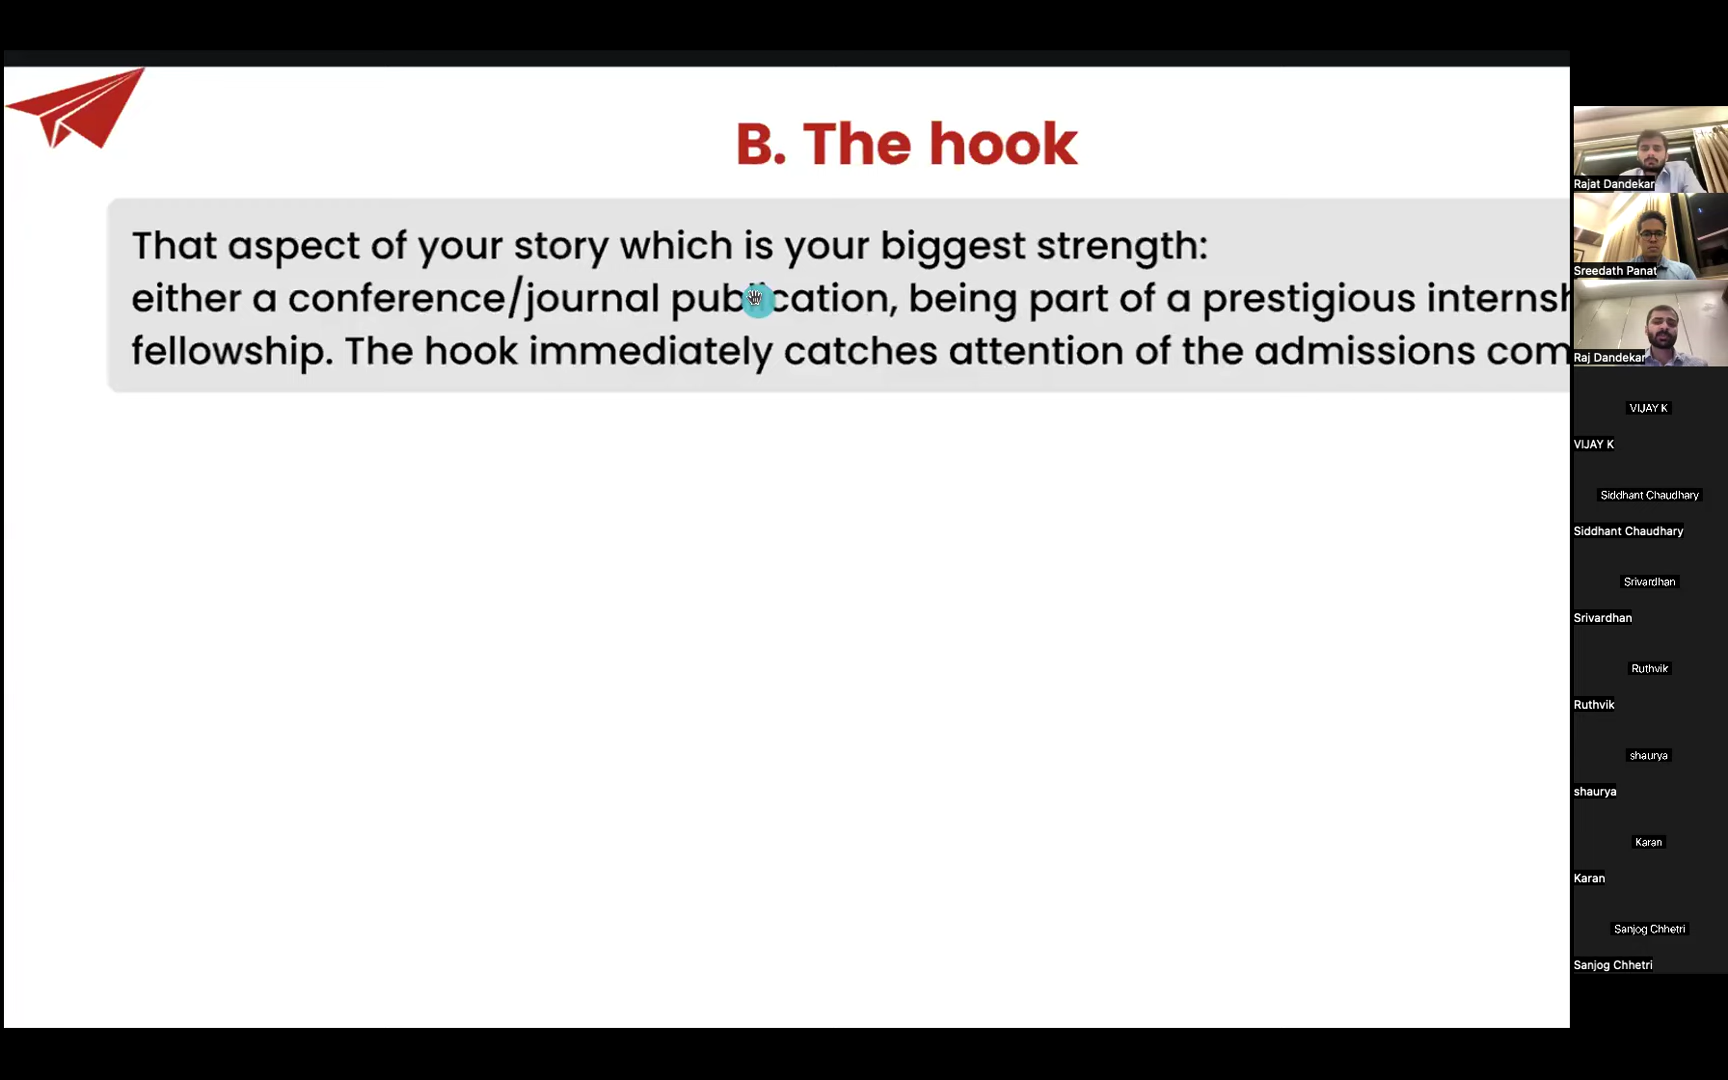 B. The hook
That aspect of your story which is your biggest strength:
either a conference/journal publication, being part of a prestigious
fellowship. The hook immediately catches attention of the admissions
Rajat Dandekar
Sreedath Panat
Raj Dandekar
VIJAY K
VIJAY K
Siddhant Chaudhary
Siddhant Chaudhary
Srivardhan
Srivardhan
Ruthvik
Ruthvik
shaurya
shaurya
Karan
Karan
Sanjog Chhetri
Sanjog Chhetri